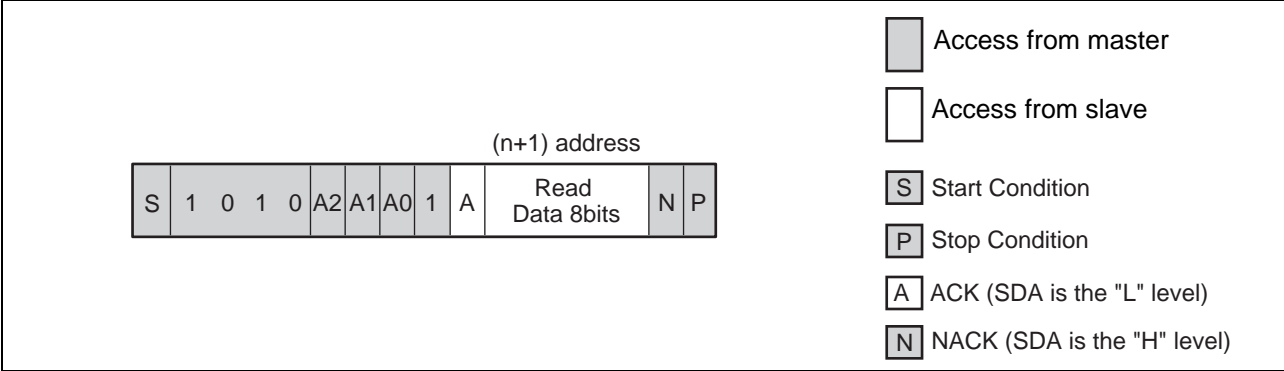 (n+1) address
S 1 0 1 0 A2 A1 A0 1 A Read Data 8bits N P
Access from master
Access from slave
S Start Condition
P Stop Condition
A ACK (SDA is the "L" level)
N NACK (SDA is the "H" level)